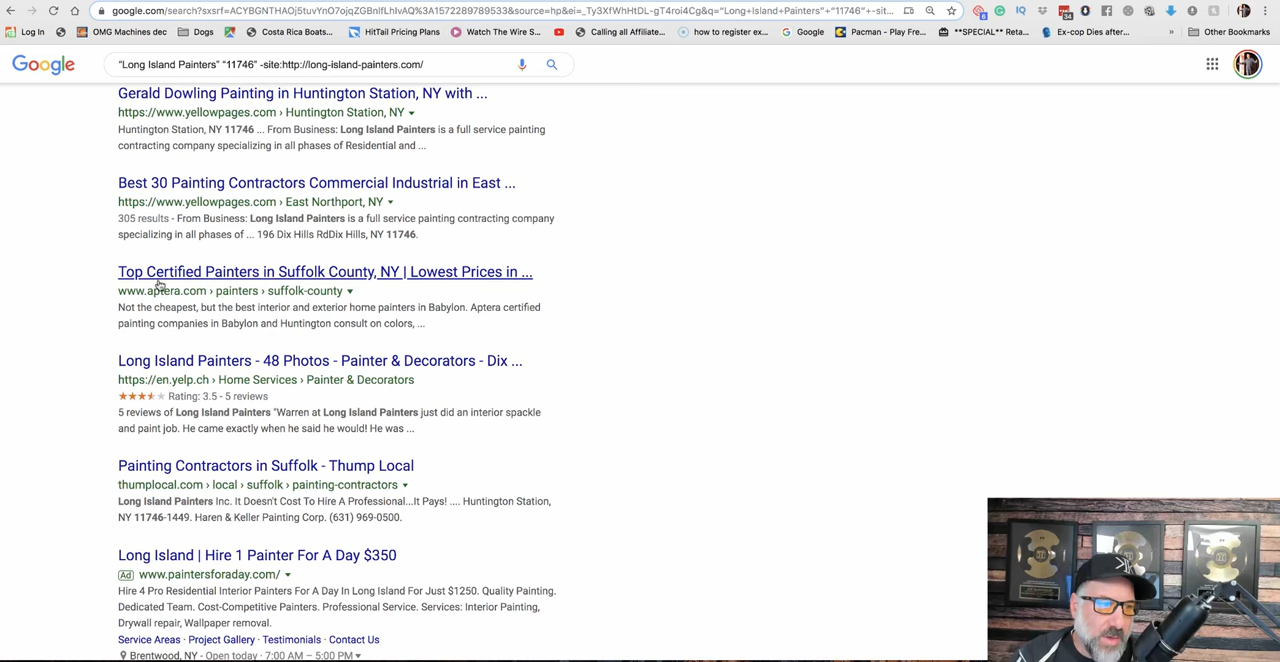 google.com/search?sxsrf=ACYBGNTHAOj5tuvYnO7ojqZGBnlfLhIvAQ%3A1572289789533&source=hp&ei=_Ty3XfWhHtDL-gT4roi4Cg&q="Long+Island+Painters"+"11746"+-sit...
Log In
OMG Machines dec
Dogs
Costa Rica Boats...
HitTail Pricing Plans
Watch The Wire S...
Calling all Affiliate...
how to register ex...
Google
Pacman - Play Fre...
**SPECIAL** Reta...
Ex-cop Dies after...
»
Other Bookmarks
Google
"Long Island Painters" "11746" -site:http://long-island-painters.com/
Gerald Dowling Painting in Huntington Station, NY with ...
https://www.yellowpages.com › Huntington Station, NY
Huntington Station, NY 11746 ... From Business: Long Island Painters is a full service painting
contracting company specializing in all phases of Residential and ...
Best 30 Painting Contractors Commercial Industrial in East ...
https://www.yellowpages.com › East Northport, NY
305 results - From Business: Long Island Painters is a full service painting contracting company
specializing in all phases of ... 196 Dix Hills RdDix Hills, NY 11746.
Top Certified Painters in Suffolk County, NY | Lowest Prices in ...
www.aptera.com › painters › suffolk-county
Not the cheapest, but the best interior and exterior home painters in Babylon. Aptera certified
painting companies in Babylon and Huntington consult on colors, ...
Long Island Painters - 48 Photos - Painter & Decorators - Dix ...
https://en.yelp.ch › Home Services › Painter & Decorators
Rating: 3.5 - 5 reviews
5 reviews of Long Island Painters "Warren at Long Island Painters just did an interior spackle
and paint job. He came exactly when he said he would! He was ...
Painting Contractors in Suffolk - Thump Local
thumplocal.com › local › suffolk › painting-contractors
Long Island Painters Inc. It Doesn't Cost To Hire A Professional...It Pays! .... Huntington Station,
NY 11746-1449. Haren & Keller Painting Corp. (631) 969-0500.
Long Island | Hire 1 Painter For A Day $350
Ad www.paintersforaday.com/
Hire 4 Pro Residential Interior Painters For A Day In Long Island For Just $1250. Quality Painting.
Dedicated Team. Cost-Competitive Painters. Professional Service. Services: Interior Painting,
Drywall repair, Wallpaper removal.
Service Areas · Project Gallery · Testimonials · Contact Us
Brentwood, NY - Open today · 7:00 AM – 5:00 PM